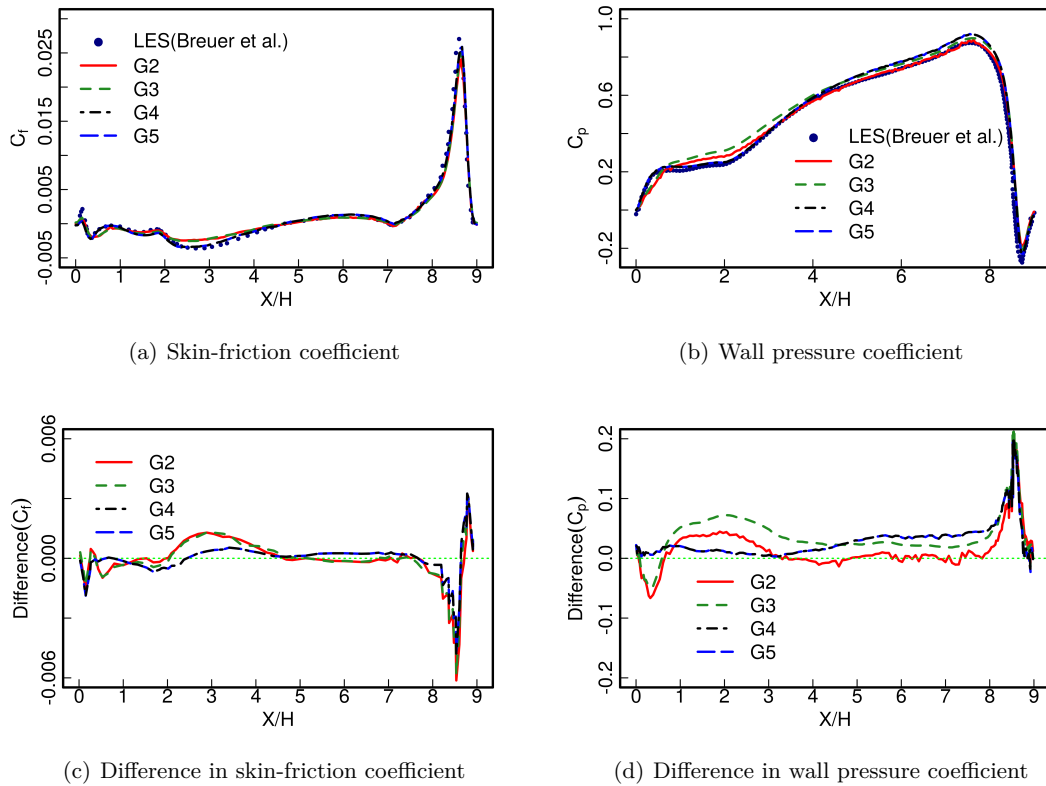 0.025
0.015
0.005
-0.005
Cf
LES(Breuer et al.)
G2
G3
G4
G5
0 1 2 3 4 5 6 7 8 9
X/H
(a) Skin-friction coefficient
1.0
0.6
0.2
-0.2
Cp
LES(Breuer et al.)
G2
G3
G4
G5
0 2 4 6 8
X/H
(b) Wall pressure coefficient
0.006
0.000
-0.006
Difference(Cf)
G2
G3
G4
G5
0 1 2 3 4 5 6 7 8 9
X/H
(c) Difference in skin-friction coefficient
0.2
0.1
0.0
-0.1
-0.2
Difference(Cp)
G2
G3
G4
G5
0 1 2 3 4 5 6 7 8 9
X/H
(d) Difference in wall pressure coefficient